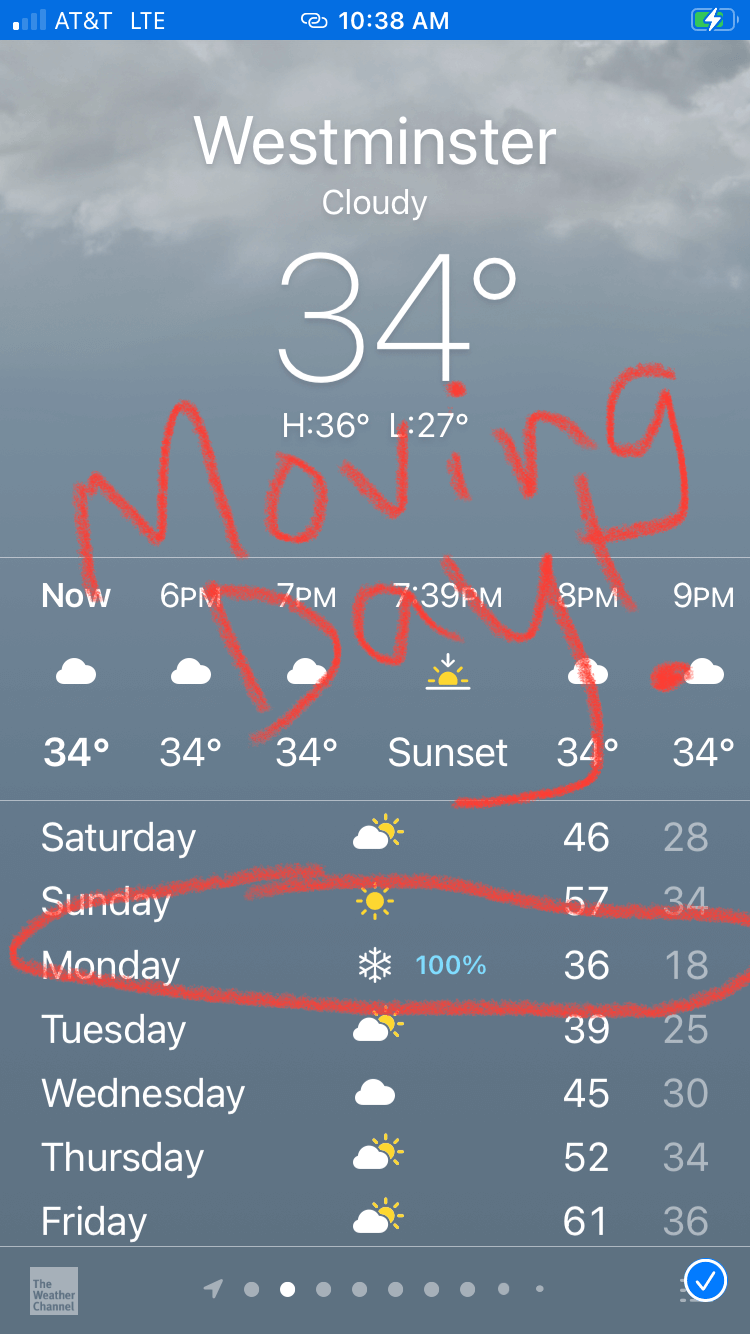 AT&T LTE 10:38 AM
Westminster
Cloudy
34°
H:36° L:27°
Moving
Day!
Now 6PM 7PM 7:39PM 8PM 9PM
34° 34° 34° Sunset 34° 34°
Saturday 46 28
Sunday 57 34
Monday 100% 36 18
Tuesday 39 25
Wednesday 45 30
Thursday 52 34
Friday 61 36
The
Weather
Channel